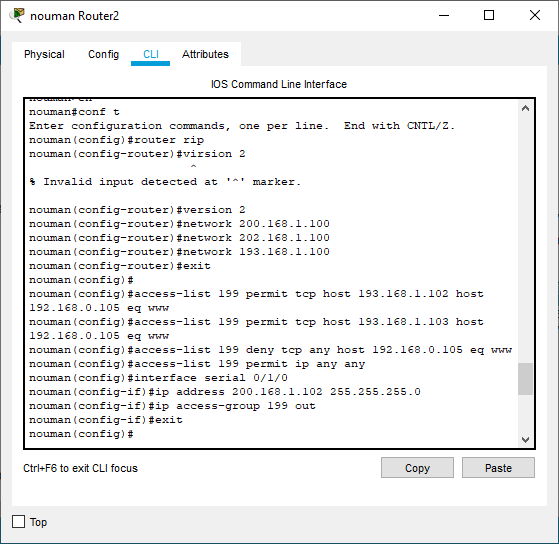 nouman Router2
Physical Config CLI Attributes
IOS Command Line Interface
nouman>en
nouman#conf t
Enter configuration commands, one per line.  End with CNTL/Z.
nouman(config)#router rip
nouman(config-router)#virsion 2
^
% Invalid input detected at '^' marker.
nouman(config-router)#version 2
nouman(config-router)#network 200.168.1.100
nouman(config-router)#network 202.168.1.100
nouman(config-router)#network 193.168.1.100
nouman(config-router)#exit
nouman(config)#
nouman(config)#access-list 199 permit tcp host 193.168.1.102 host
192.168.0.105 eq www
nouman(config)#access-list 199 permit tcp host 193.168.1.103 host
192.168.0.105 eq www
nouman(config)#access-list 199 deny tcp any host 192.168.0.105 eq www
nouman(config)#access-list 199 permit ip any any
nouman(config)#interface serial 0/1/0
nouman(config-if)#ip address 200.168.1.102 255.255.255.0
nouman(config-if)#ip access-group 199 out
nouman(config-if)#exit
nouman(config)#
Ctrl+F6 to exit CLI focus
Copy Paste
Top